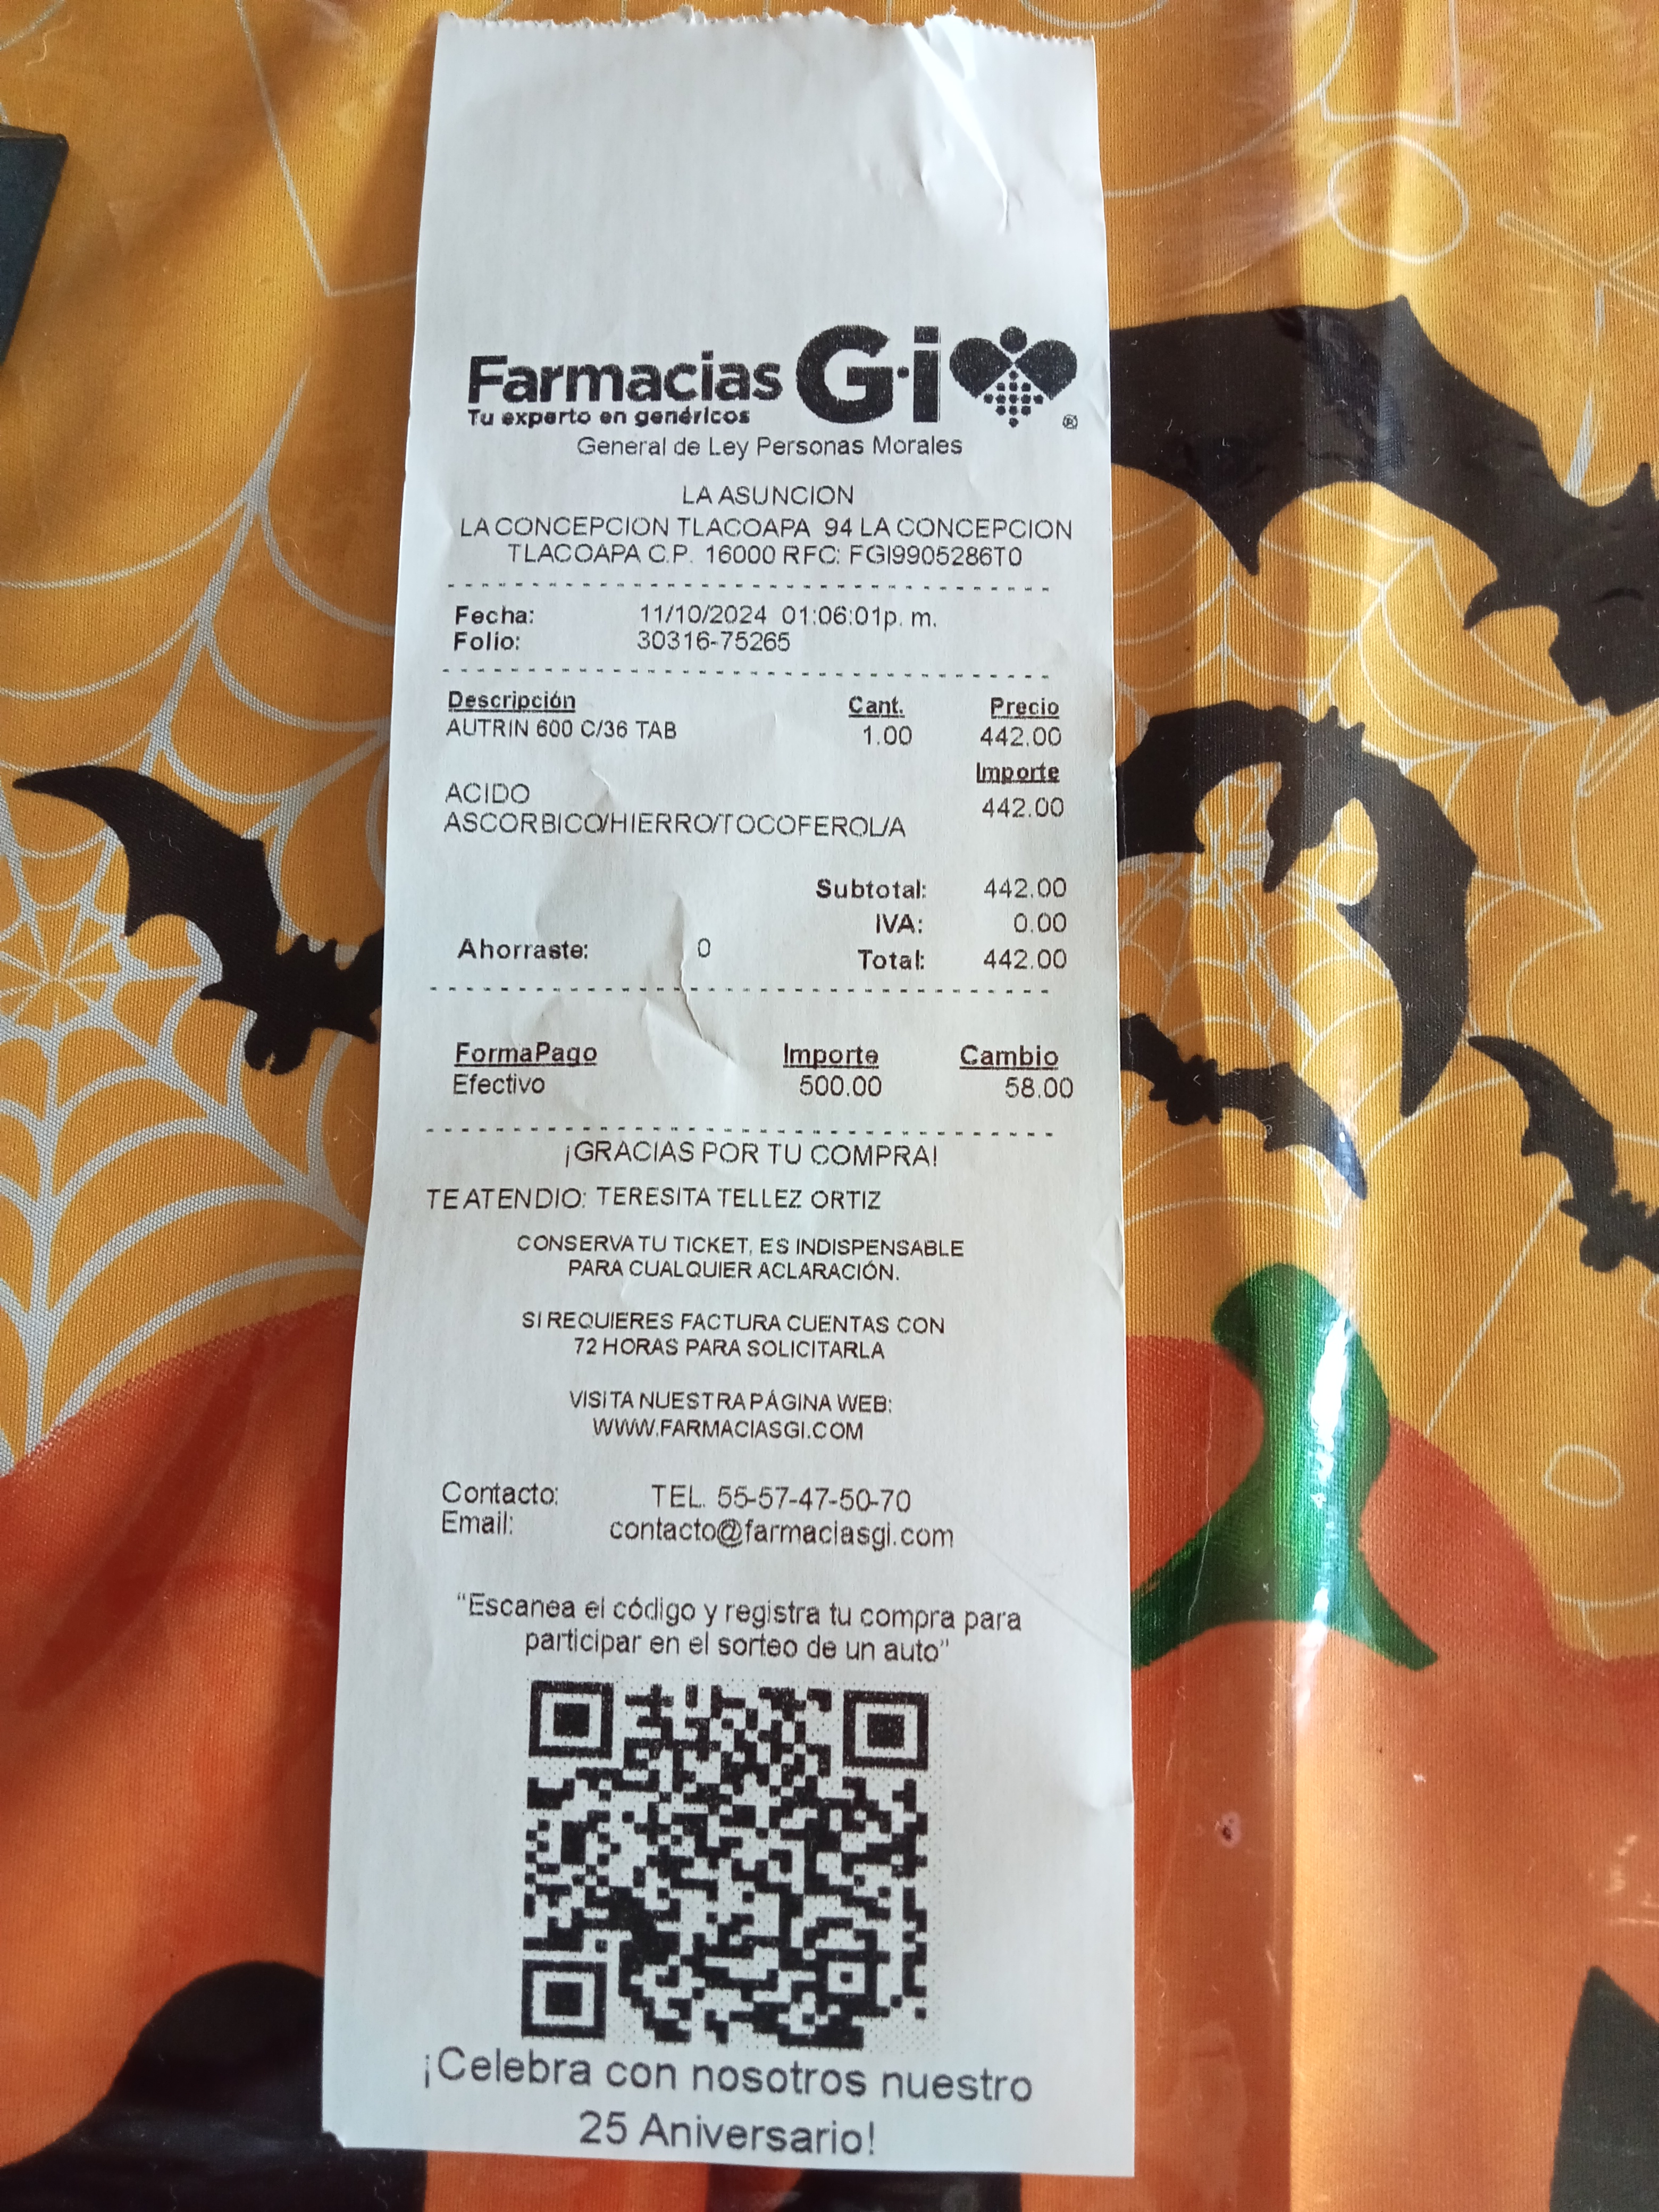 Farmacias G·i ®
Tu experto en genéricos
General de Ley Personas Morales
LA ASUNCION
LA CONCEPCION TLACOAPA 94 LA CONCEPCION
TLACOAPA C.P. 16000 RFC: FGI9905286T0
Fecha: 11/10/2024 01:06:01p. m.
Folio: 30316-75265
Descripción Cant. Precio
AUTRIN 600 C/36 TAB 1.00 442.00
Importe
ACIDO 442.00
ASCORBICO/HIERRO/TOCOFEROL/A
Subtotal: 442.00
IVA: 0.00
Ahorraste: 0 Total: 442.00
FormaPago Importe Cambio
Efectivo 500.00 58.00
¡GRACIAS POR TU COMPRA!
TE ATENDIO: TERESITA TELLEZ ORTIZ
CONSERVA TU TICKET, ES INDISPENSABLE
PARA CUALQUIER ACLARACIÓN.
SI REQUIERES FACTURA CUENTAS CON
72 HORAS PARA SOLICITARLA
VISITA NUESTRA PÁGINA WEB:
WWW.FARMACIASGI.COM
Contacto: TEL. 55-57-47-50-70
Email: contacto@farmaciasgi.com
"Escanea el código y registra tu compra para
participar en el sorteo de un auto"
¡Celebra con nosotros nuestro
25 Aniversario!